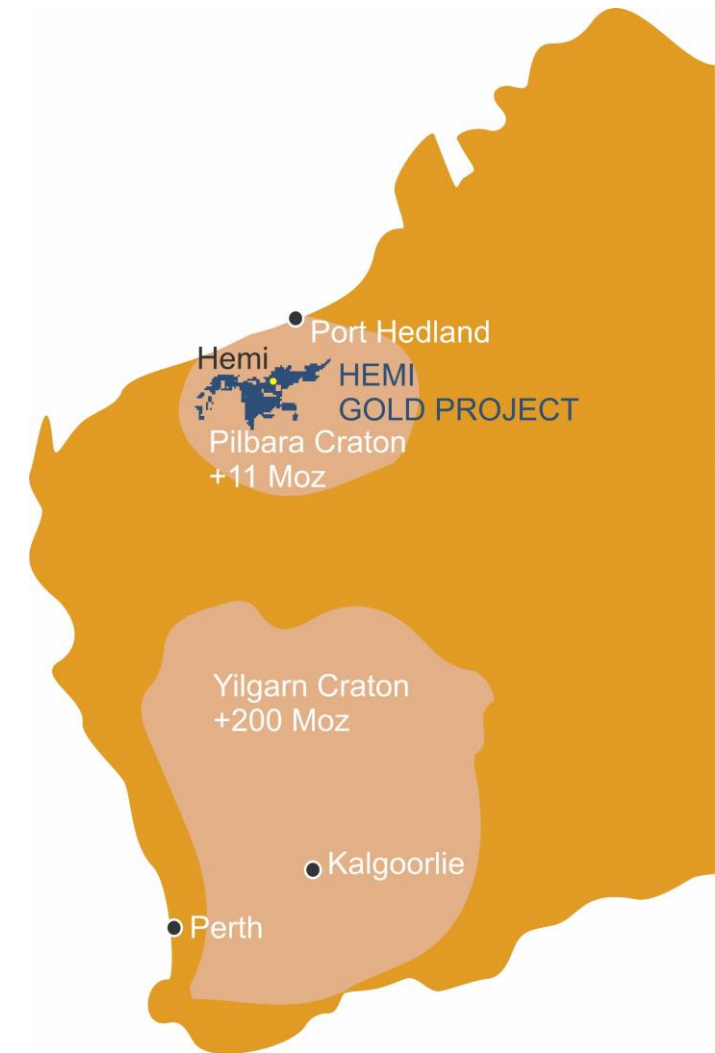 Port Hedland
Hemi
HEMI
GOLD PROJECT
Pilbara Craton
+11 Moz
Yilgarn Craton
+200 Moz
Kalgoorlie
Perth